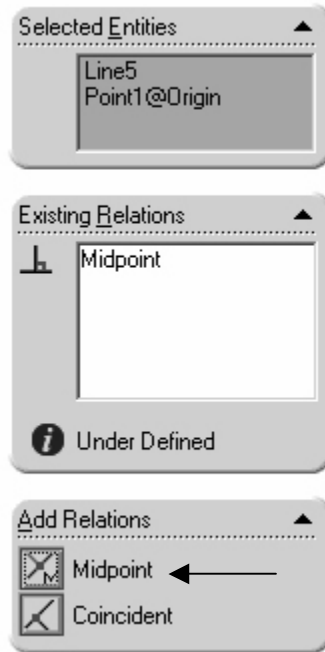 Selected Entities
Line5
Point1@Origin
Existing Relations
Midpoint
Under Defined
Add Relations
Midpoint
Coincident